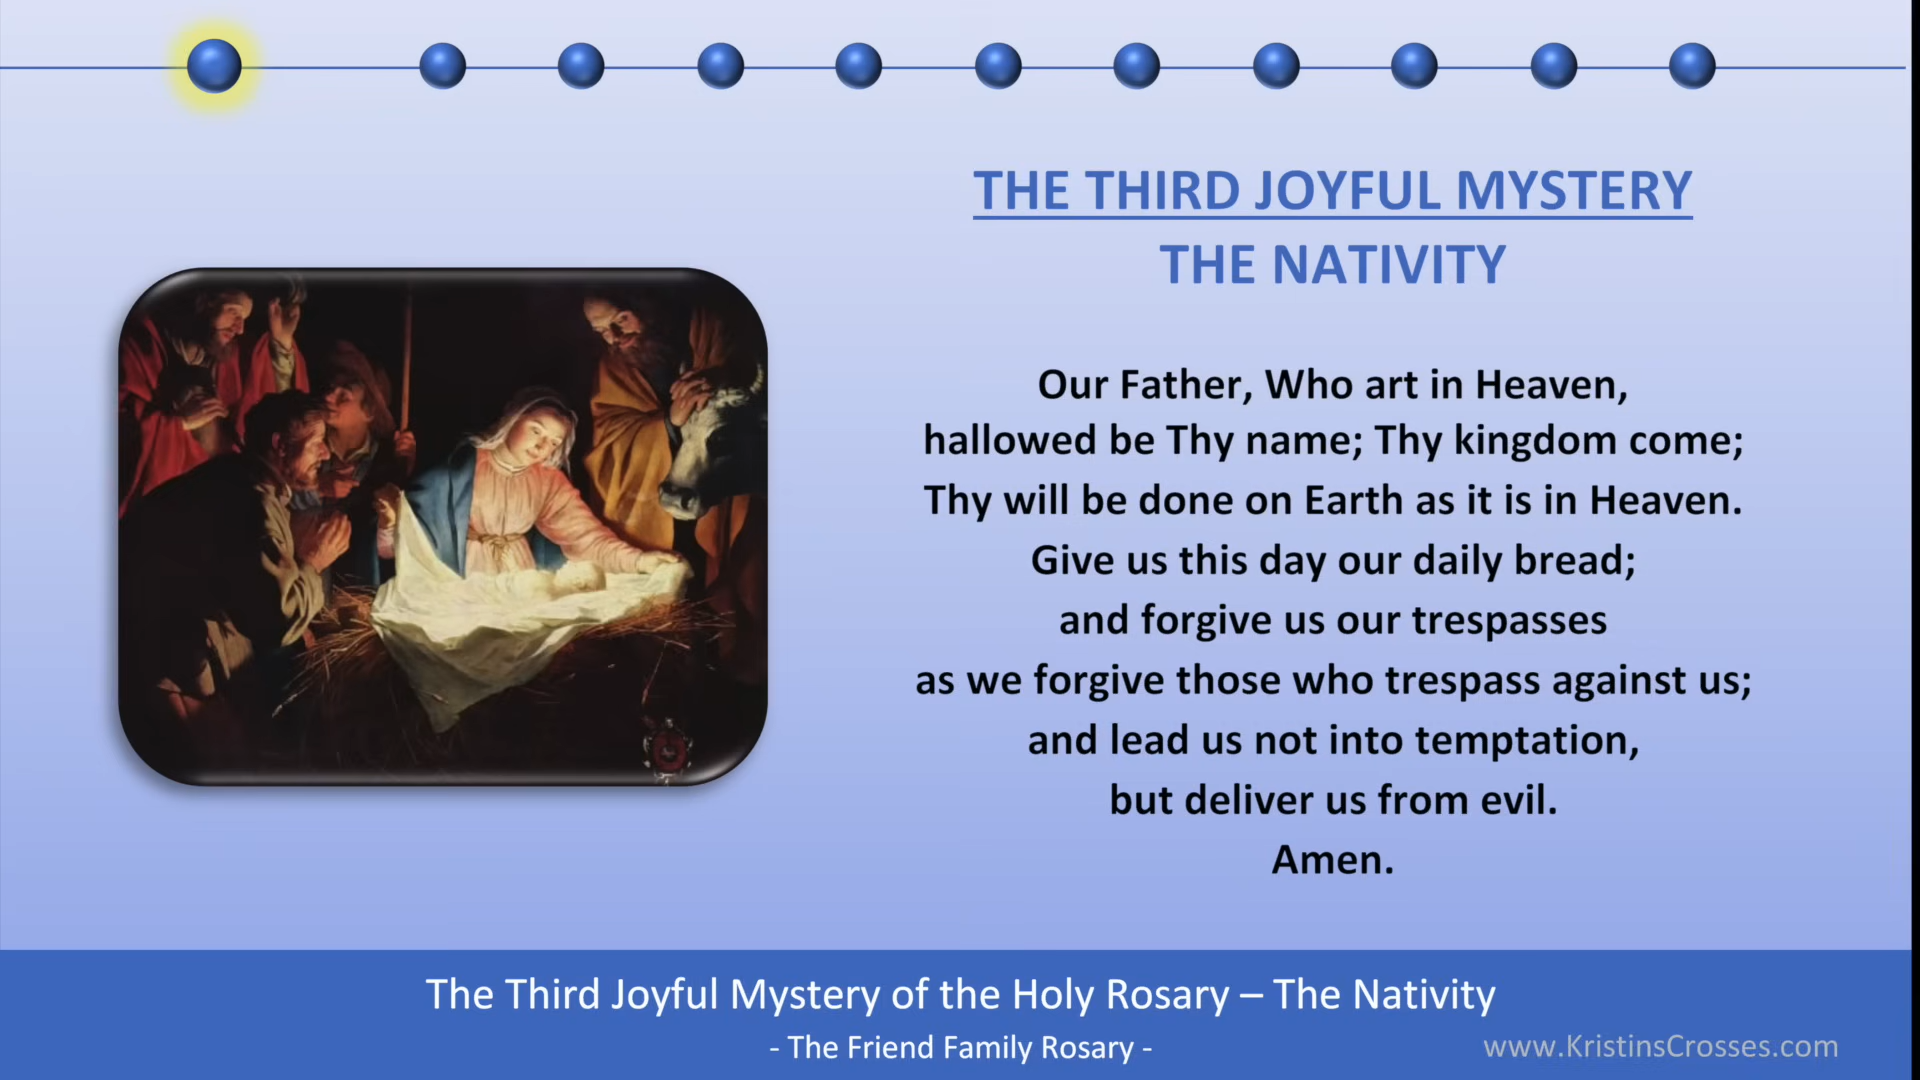 THE THIRD JOYFUL MYSTERY
THE NATIVITY
Our Father, Who art in Heaven,
hallowed be Thy name; Thy kingdom come;
Thy will be done on Earth as it is in Heaven.
Give us this day our daily bread;
and forgive us our trespasses
as we forgive those who trespass against us;
and lead us not into temptation,
but deliver us from evil.
Amen.
The Third Joyful Mystery of the Holy Rosary – The Nativity
- The Friend Family Rosary -
www.KristinsCrosses.com